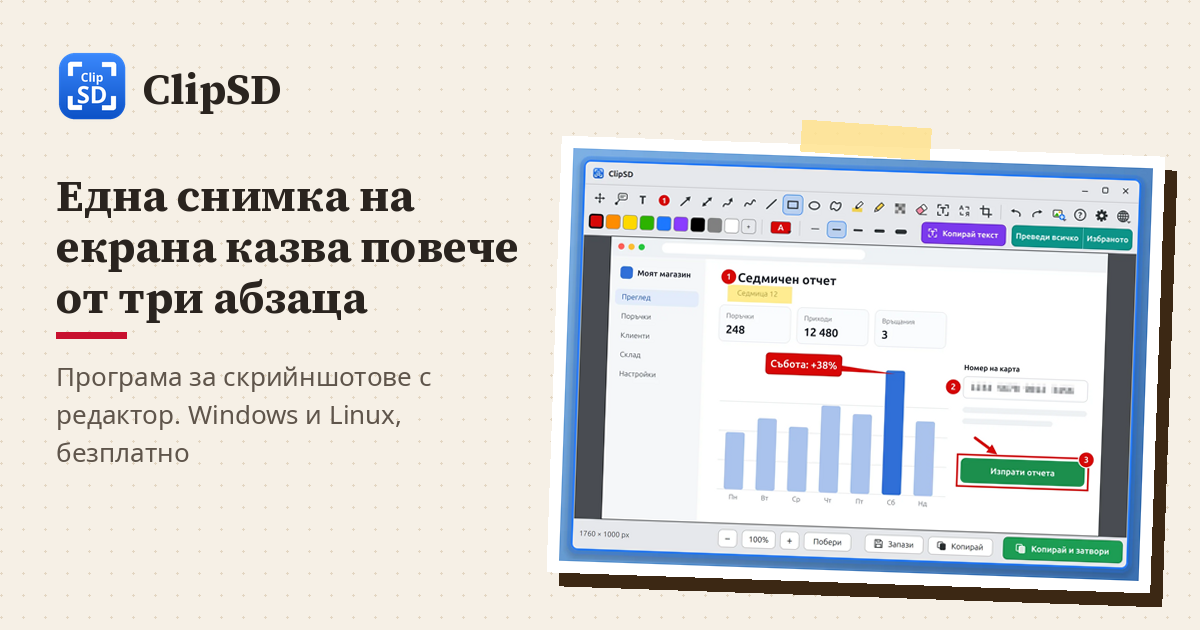 Clip
SD
ClipSD
Една снимка на
екрана казва повече
от три абзаца
Програма за скрийншотове с
редактор. Windows и Linux,
безплатно
ClipSD
T
1
A
Копирай текст
Преведи всичко
Избраното
Моят магазин
Преглед
Поръчки
Клиенти
Склад
Настройки
1 Седмичен отчет
Седмица 12
Поръчки
248
Приходи
12 480
Връщания
3
Събота: +38%
Пн Вт Ср Чт Пт Сб Нд
Номер на карта
2
3
Изпрати отчета
1760 × 1000 px
− 100% + Побери
Запази
Копирай
Копирай и затвори